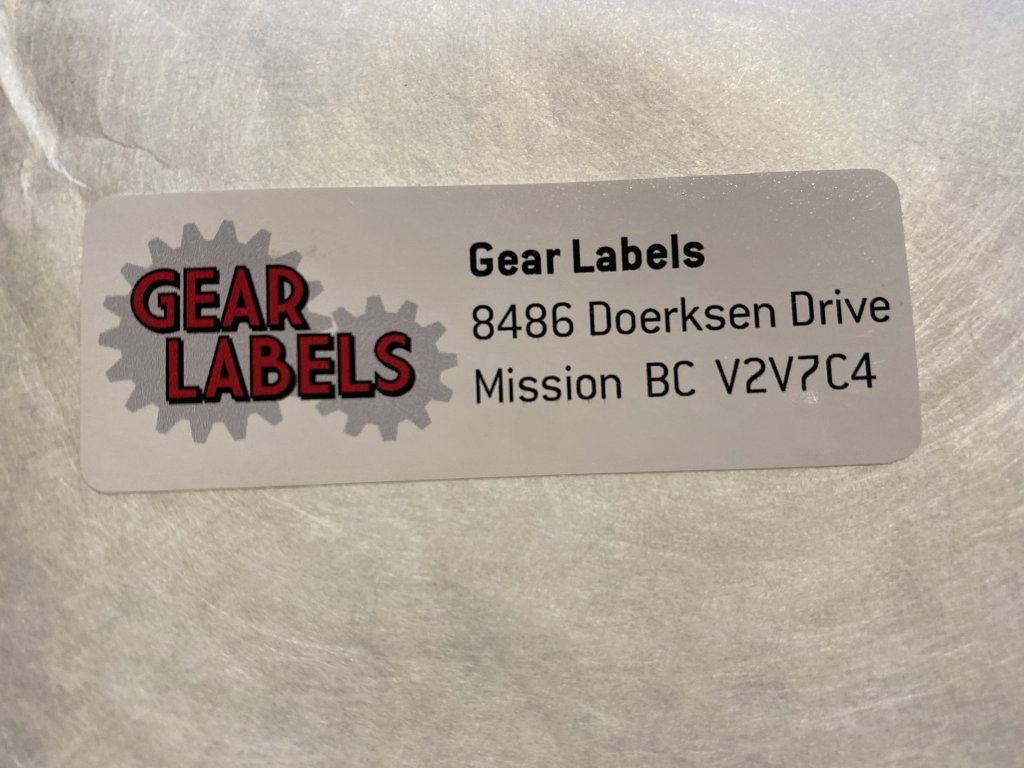 GEAR
LABELS
Gear Labels
8486 Doerksen Drive
Mission BC V2V7C4